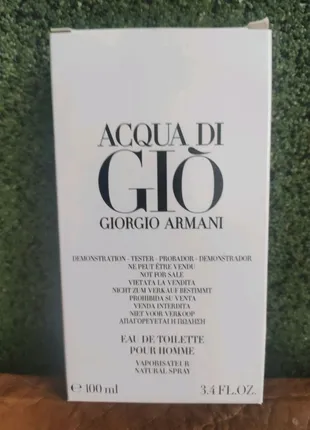 ACQUA DI
GIÒ
GIORGIO ARMANI
DEMONSTRATION - TESTER - PROBADOR - DEMONSTRADOR
NE PEUT ÊTRE VENDU
NOT FOR SALE
VIETATA LA VENDITA
NICHT ZUM VERKAUF BESTIMMT
PROHIBIDA SU VENTA
VENDA INTERDITA
NIET VOOR VERKOOP
ΑΠΑΓΟΡΕΥΕΤΑΙ Η ΠΩΛΗΣΗ
EAU DE TOILETTE
POUR HOMME
VAPORISATEUR
NATURAL SPRAY
℮ 100 ml 3.4 FL.OZ.